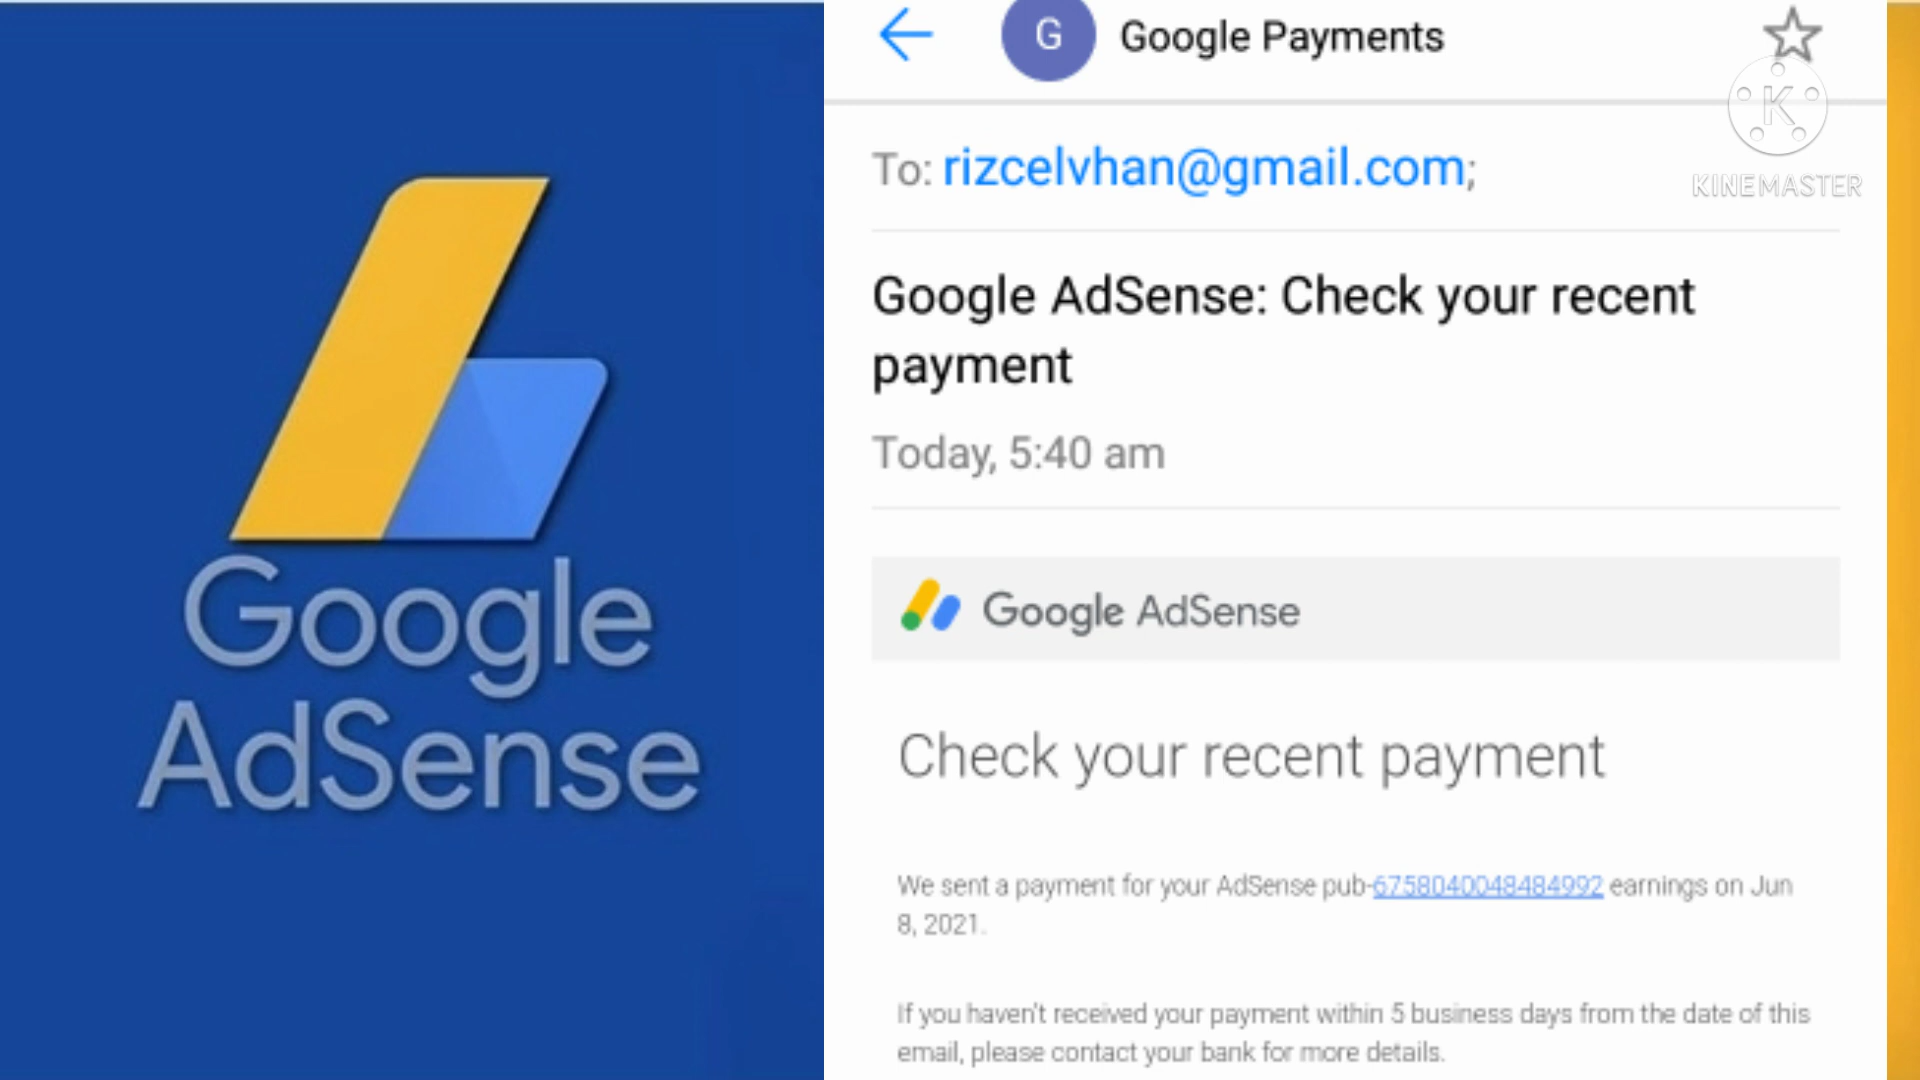 Google
AdSense
G
Google Payments
K
KINEMASTER
To: rizcelvhan@gmail.com;
Google AdSense: Check your recent
payment
Today, 5:40 am
Google AdSense
Check your recent payment
We sent a payment for your AdSense pub-6758040048484992 earnings on Jun
8, 2021.
If you haven't received your payment within 5 business days from the date of this
email, please contact your bank for more details.